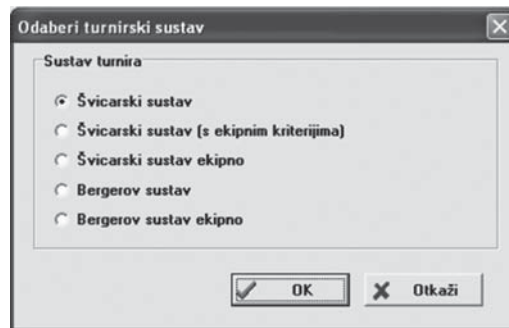 Odaberi turnirski sustav
Sustav turnira
Švicarski sustav
Švicarski sustav (s ekipnim kriterijima)
Švicarski sustav ekipno
Bergerov sustav
Bergerov sustav ekipno
OK
Otkaži